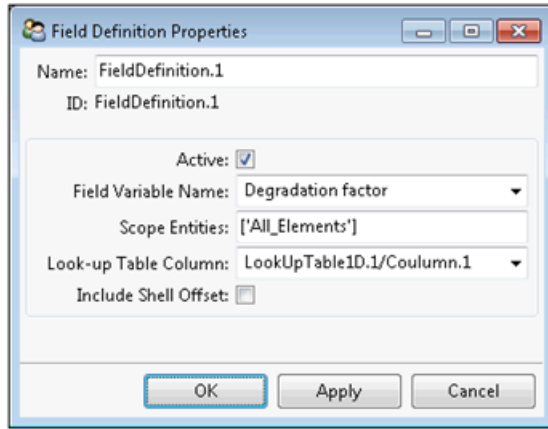 Field Definition Properties
Name: FieldDefinition.1
ID: FieldDefinition.1
Active:
Field Variable Name: Degradation factor
Scope Entities: ['All_Elements']
Look-up Table Column: LookUpTable1D.1/Coulumn.1
Include Shell Offset:
OK Apply Cancel